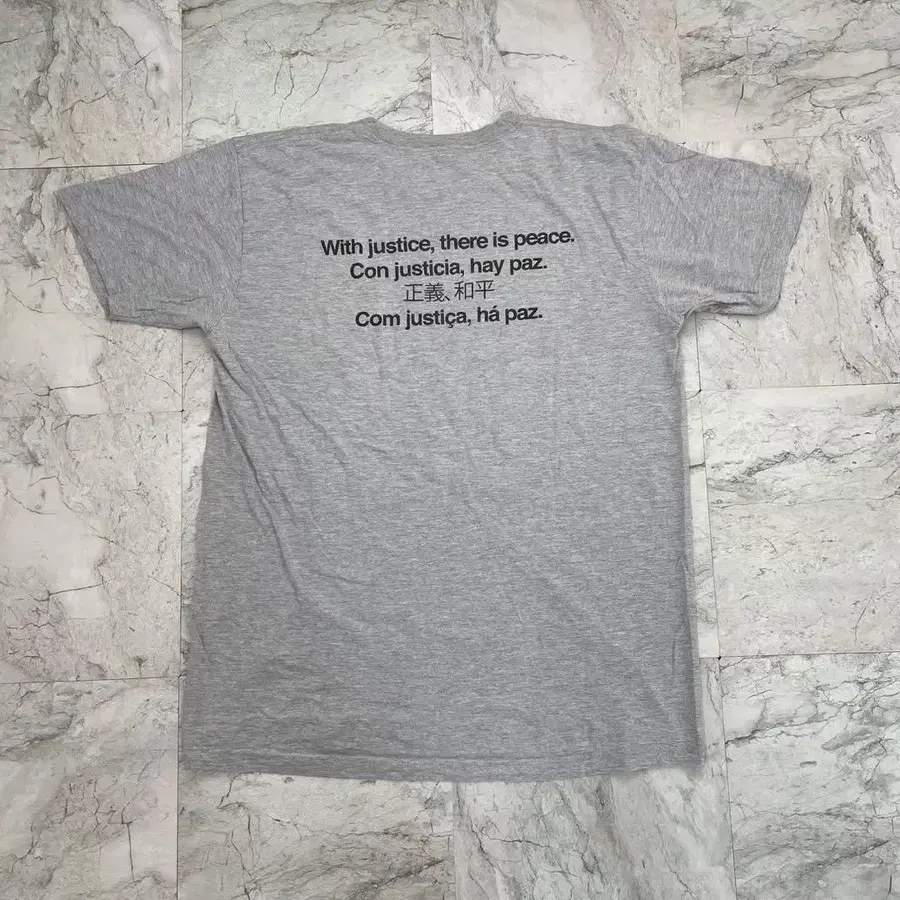 With justice, there is peace.
Con justicia, hay paz.
正義、和平
Com justiça, há paz.